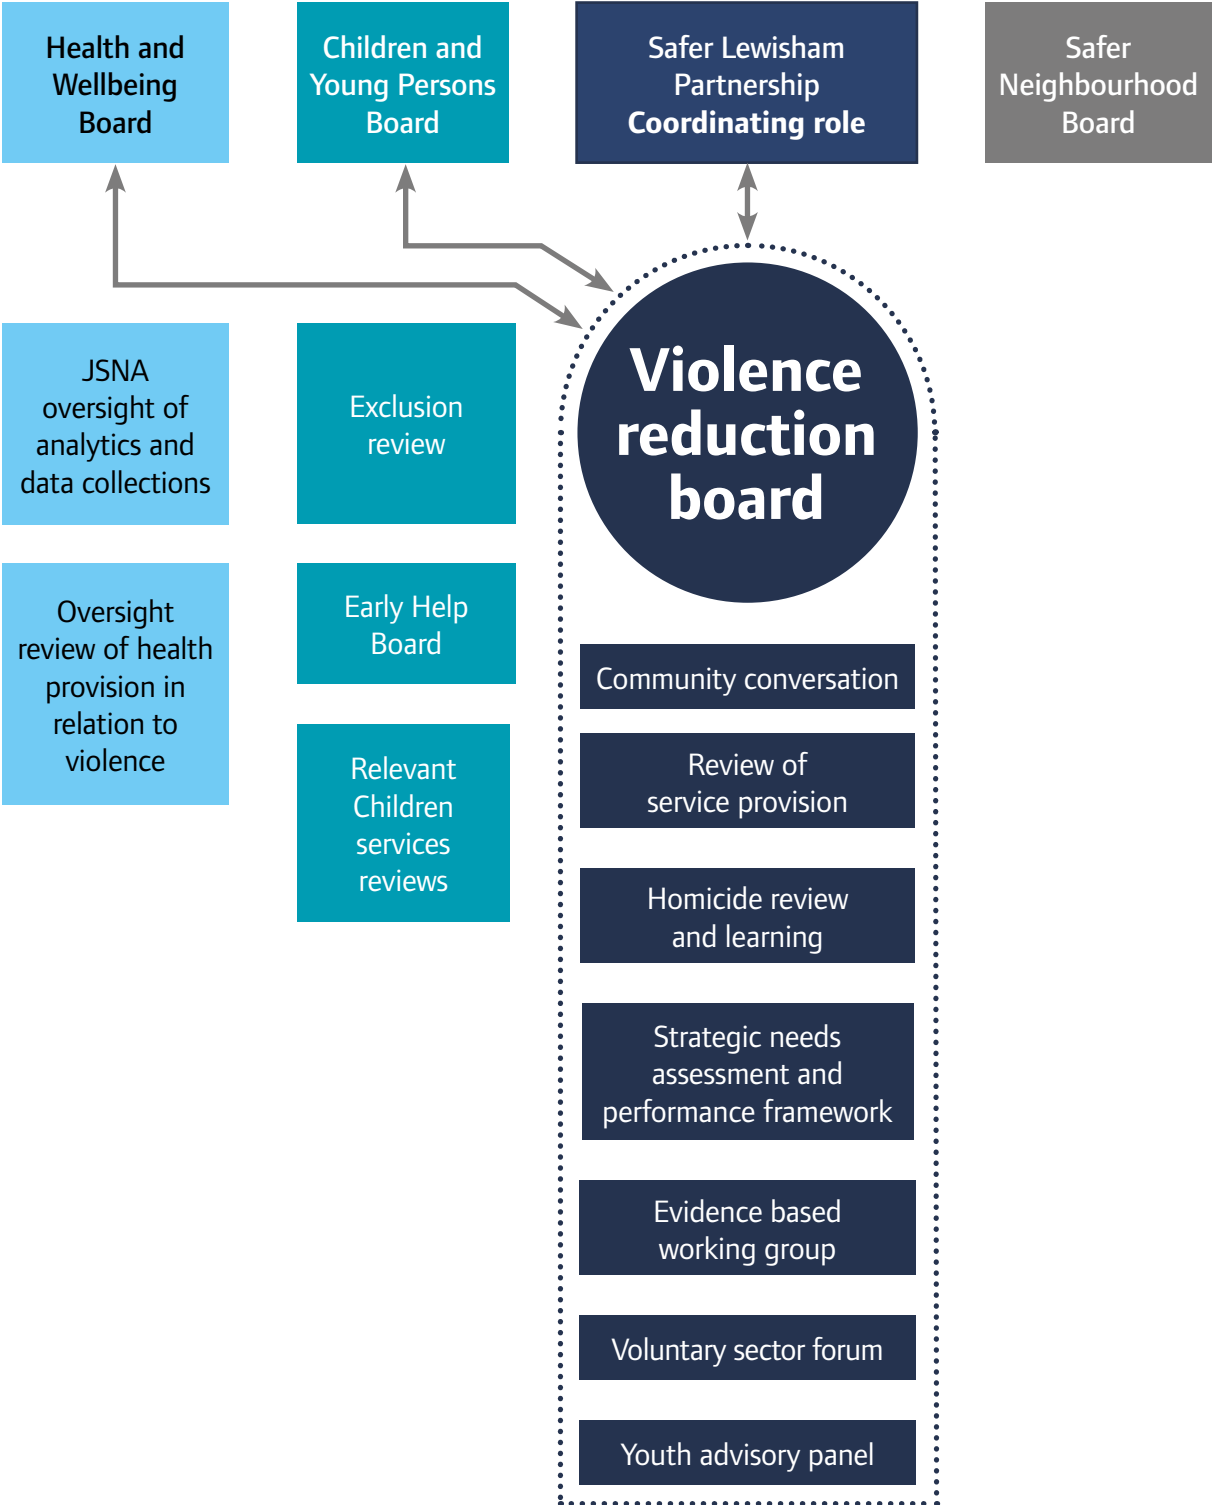 Health and
Wellbeing
Board
Children and
Young Persons
Board
Safer Lewisham
Partnership
Coordinating role
Safer
Neighbourhood
Board
JSNA
oversight of
analytics and
data collections
Oversight
review of health
provision in
relation to
violence
Exclusion
review
Early Help
Board
Relevant
Children
services
reviews
Violence
reduction
board
Community conversation
Review of
service provision
Homicide review
and learning
Strategic needs
assessment and
performance framework
Evidence based
working group
Voluntary sector forum
Youth advisory panel